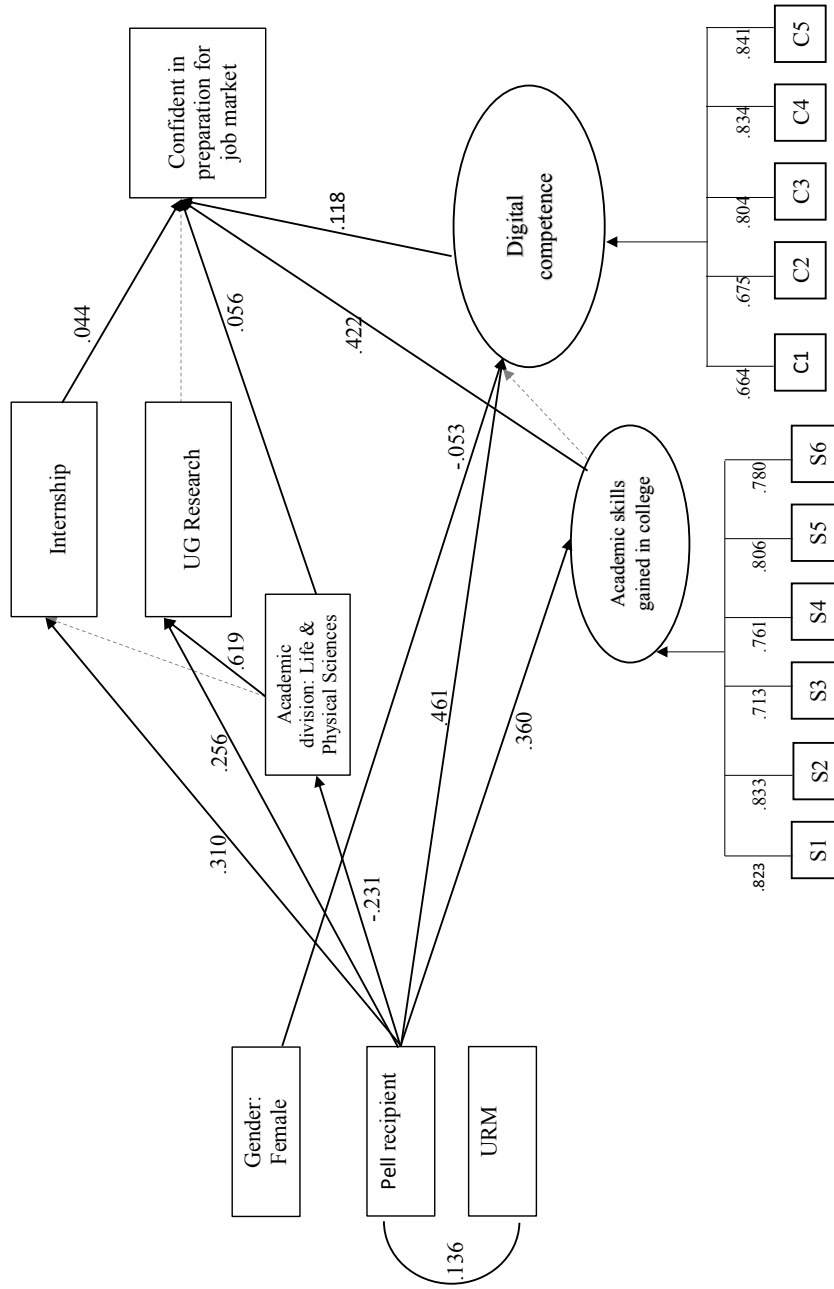 Gender:
Female
Pell recipient
URM
.136
.310
.256
-.231
.461
.360
-.053
.619
Internship
UG Research
Academic
division: Life &
Physical Sciences
Academic skills
gained in college
Digital
competence
Confident in
preparation for
job market
.044
.056
.422
.118
.823
.833
.713
.761
.806
.780
S1
S2
S3
S4
S5
S6
.664
.675
.804
.834
.841
C1
C2
C3
C4
C5